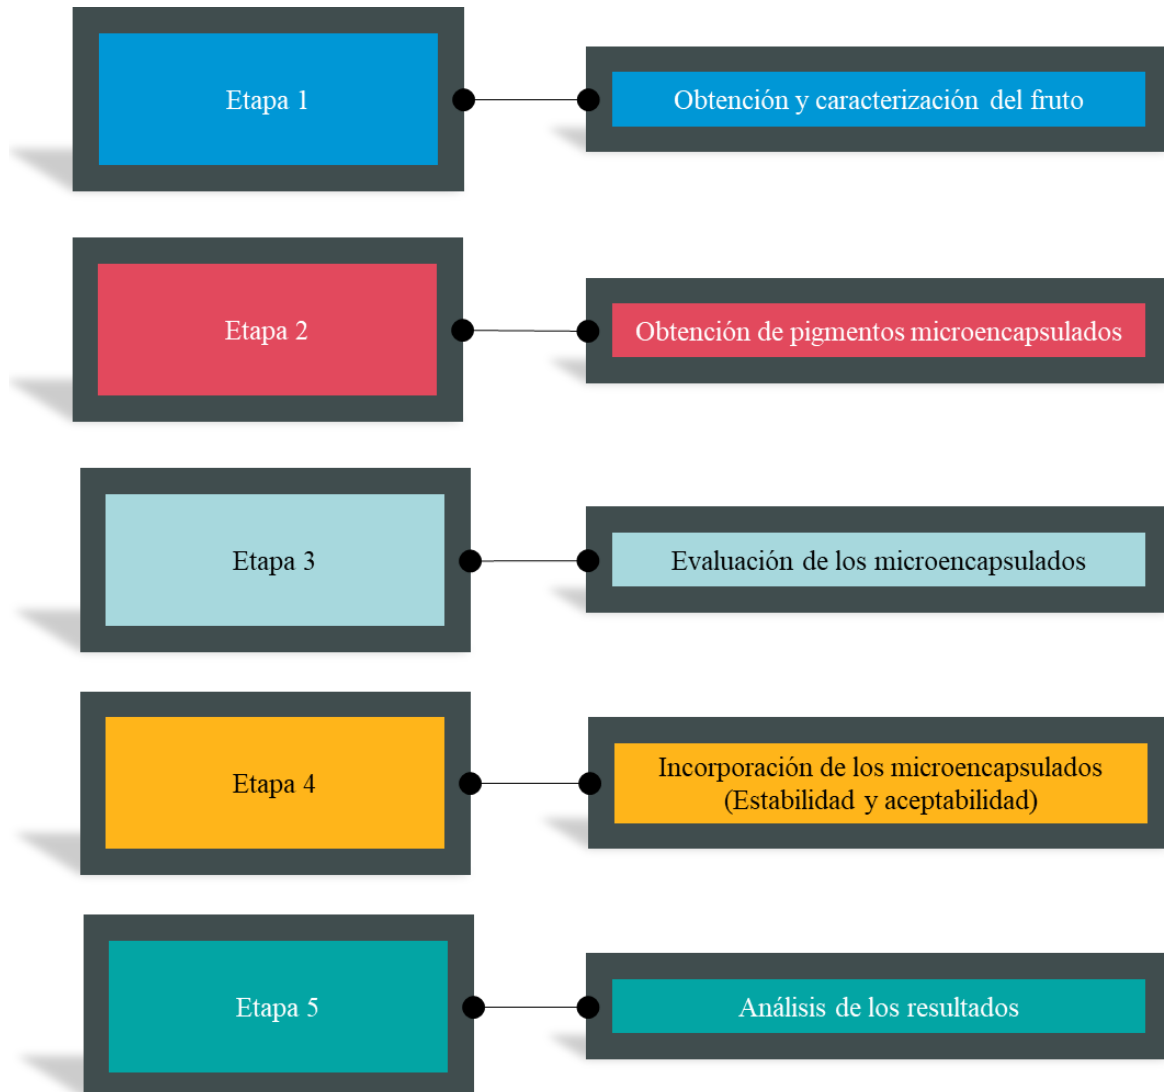 Etapa 1
Obtención y caracterización del fruto
Etapa 2
Obtención de pigmentos microencapsulados
Etapa 3
Evaluación de los microencapsulados
Etapa 4
Incorporación de los microencapsulados
(Estabilidad y aceptabilidad)
Etapa 5
Análisis de los resultados